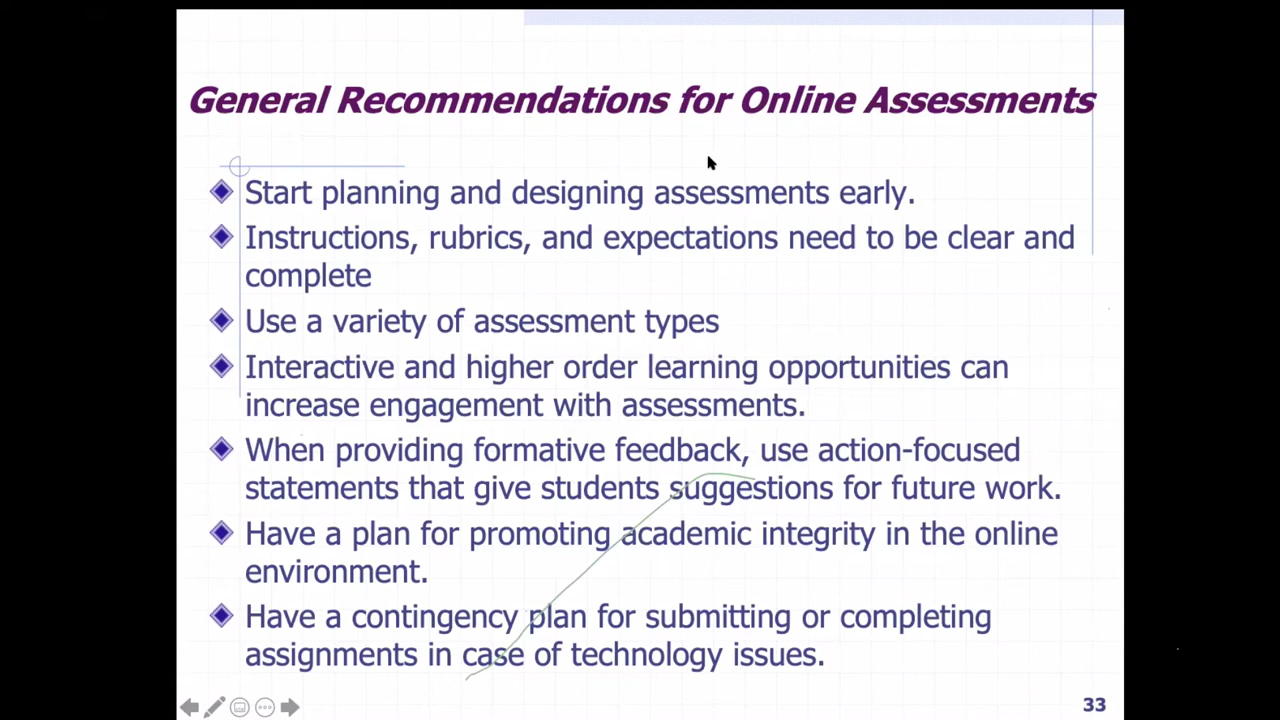 General Recommendations for Online Assessments
Start planning and designing assessments early.
Instructions, rubrics, and expectations need to be clear and
complete
Use a variety of assessment types
Interactive and higher order learning opportunities can
increase engagement with assessments.
When providing formative feedback, use action-focused
statements that give students suggestions for future work.
Have a plan for promoting academic integrity in the online
environment.
Have a contingency plan for submitting or completing
assignments in case of technology issues.
33